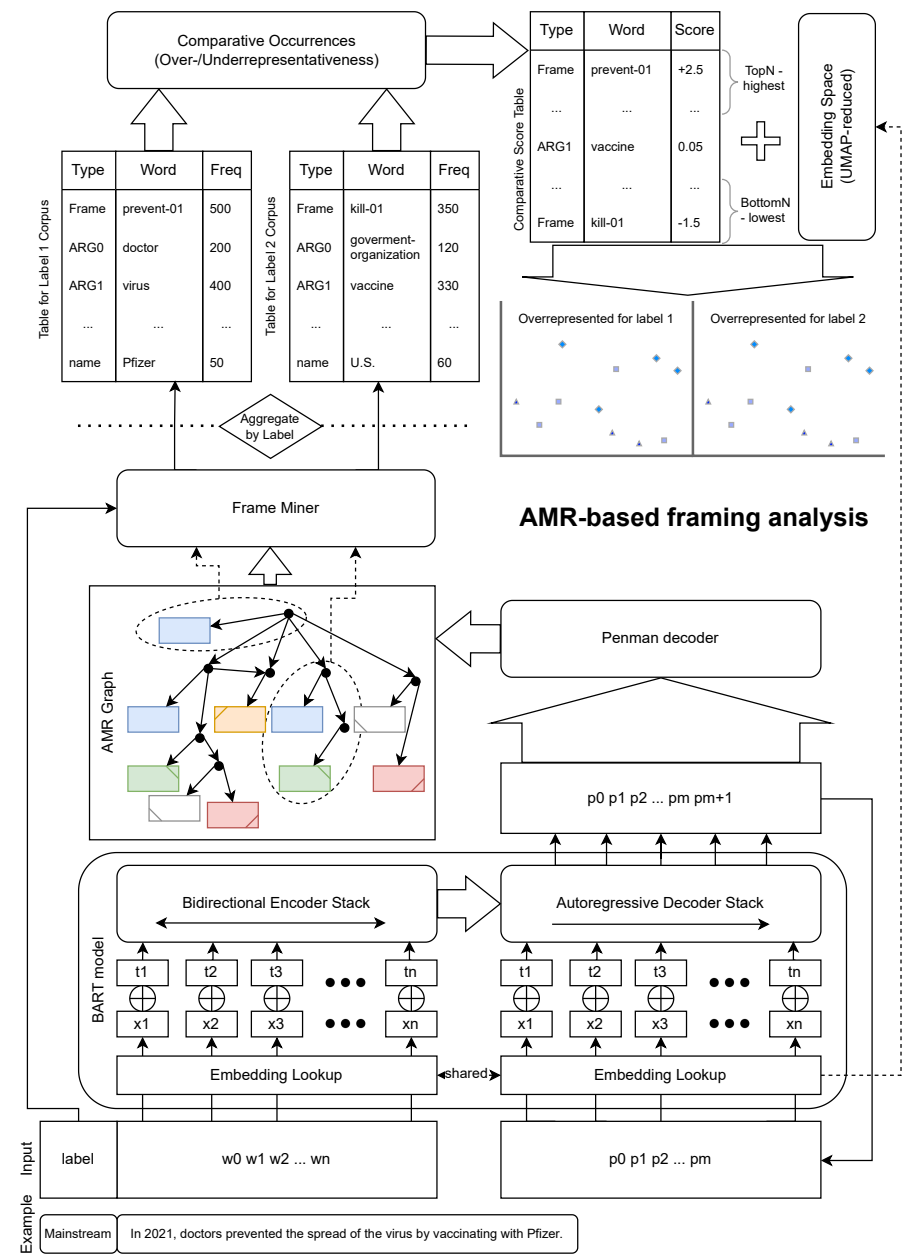 Comparative Occurrences
(Over-/Underrepresentativeness)
Comparative Score Table
Type Word Score
Frame prevent-01 +2.5
... ... ...
ARG1 vaccine 0.05
... ... ...
Frame kill-01 -1.5
TopN -
highest
BottomN
- lowest
Embedding Space
(UMAP-reduced)
Table for Label 1 Corpus
Type Word Freq
Frame prevent-01 500
ARG0 doctor 200
ARG1 virus 400
... ... ...
name Pfizer 50
Table for Label 2 Corpus
Type Word Freq
Frame kill-01 350
ARG0 goverment-
organization 120
ARG1 vaccine 330
... ... ...
name U.S. 60
Overrepresented for label 1
Overrepresented for label 2
Aggregate
by Label
Frame Miner
AMR-based framing analysis
AMR Graph
Penman decoder
p0 p1 p2 ... pm pm+1
BART model
Bidirectional Encoder Stack
Autoregressive Decoder Stack
t1 t2 t3 tn
t1 t2 t3 tn
x1 x2 x3 xn
x1 x2 x3 xn
Embedding Lookup
shared
Embedding Lookup
Input
label
w0 w1 w2 ... wn
p0 p1 p2 ... pm
Example
Mainstream
In 2021, doctors prevented the spread of the virus by vaccinating with Pfizer.